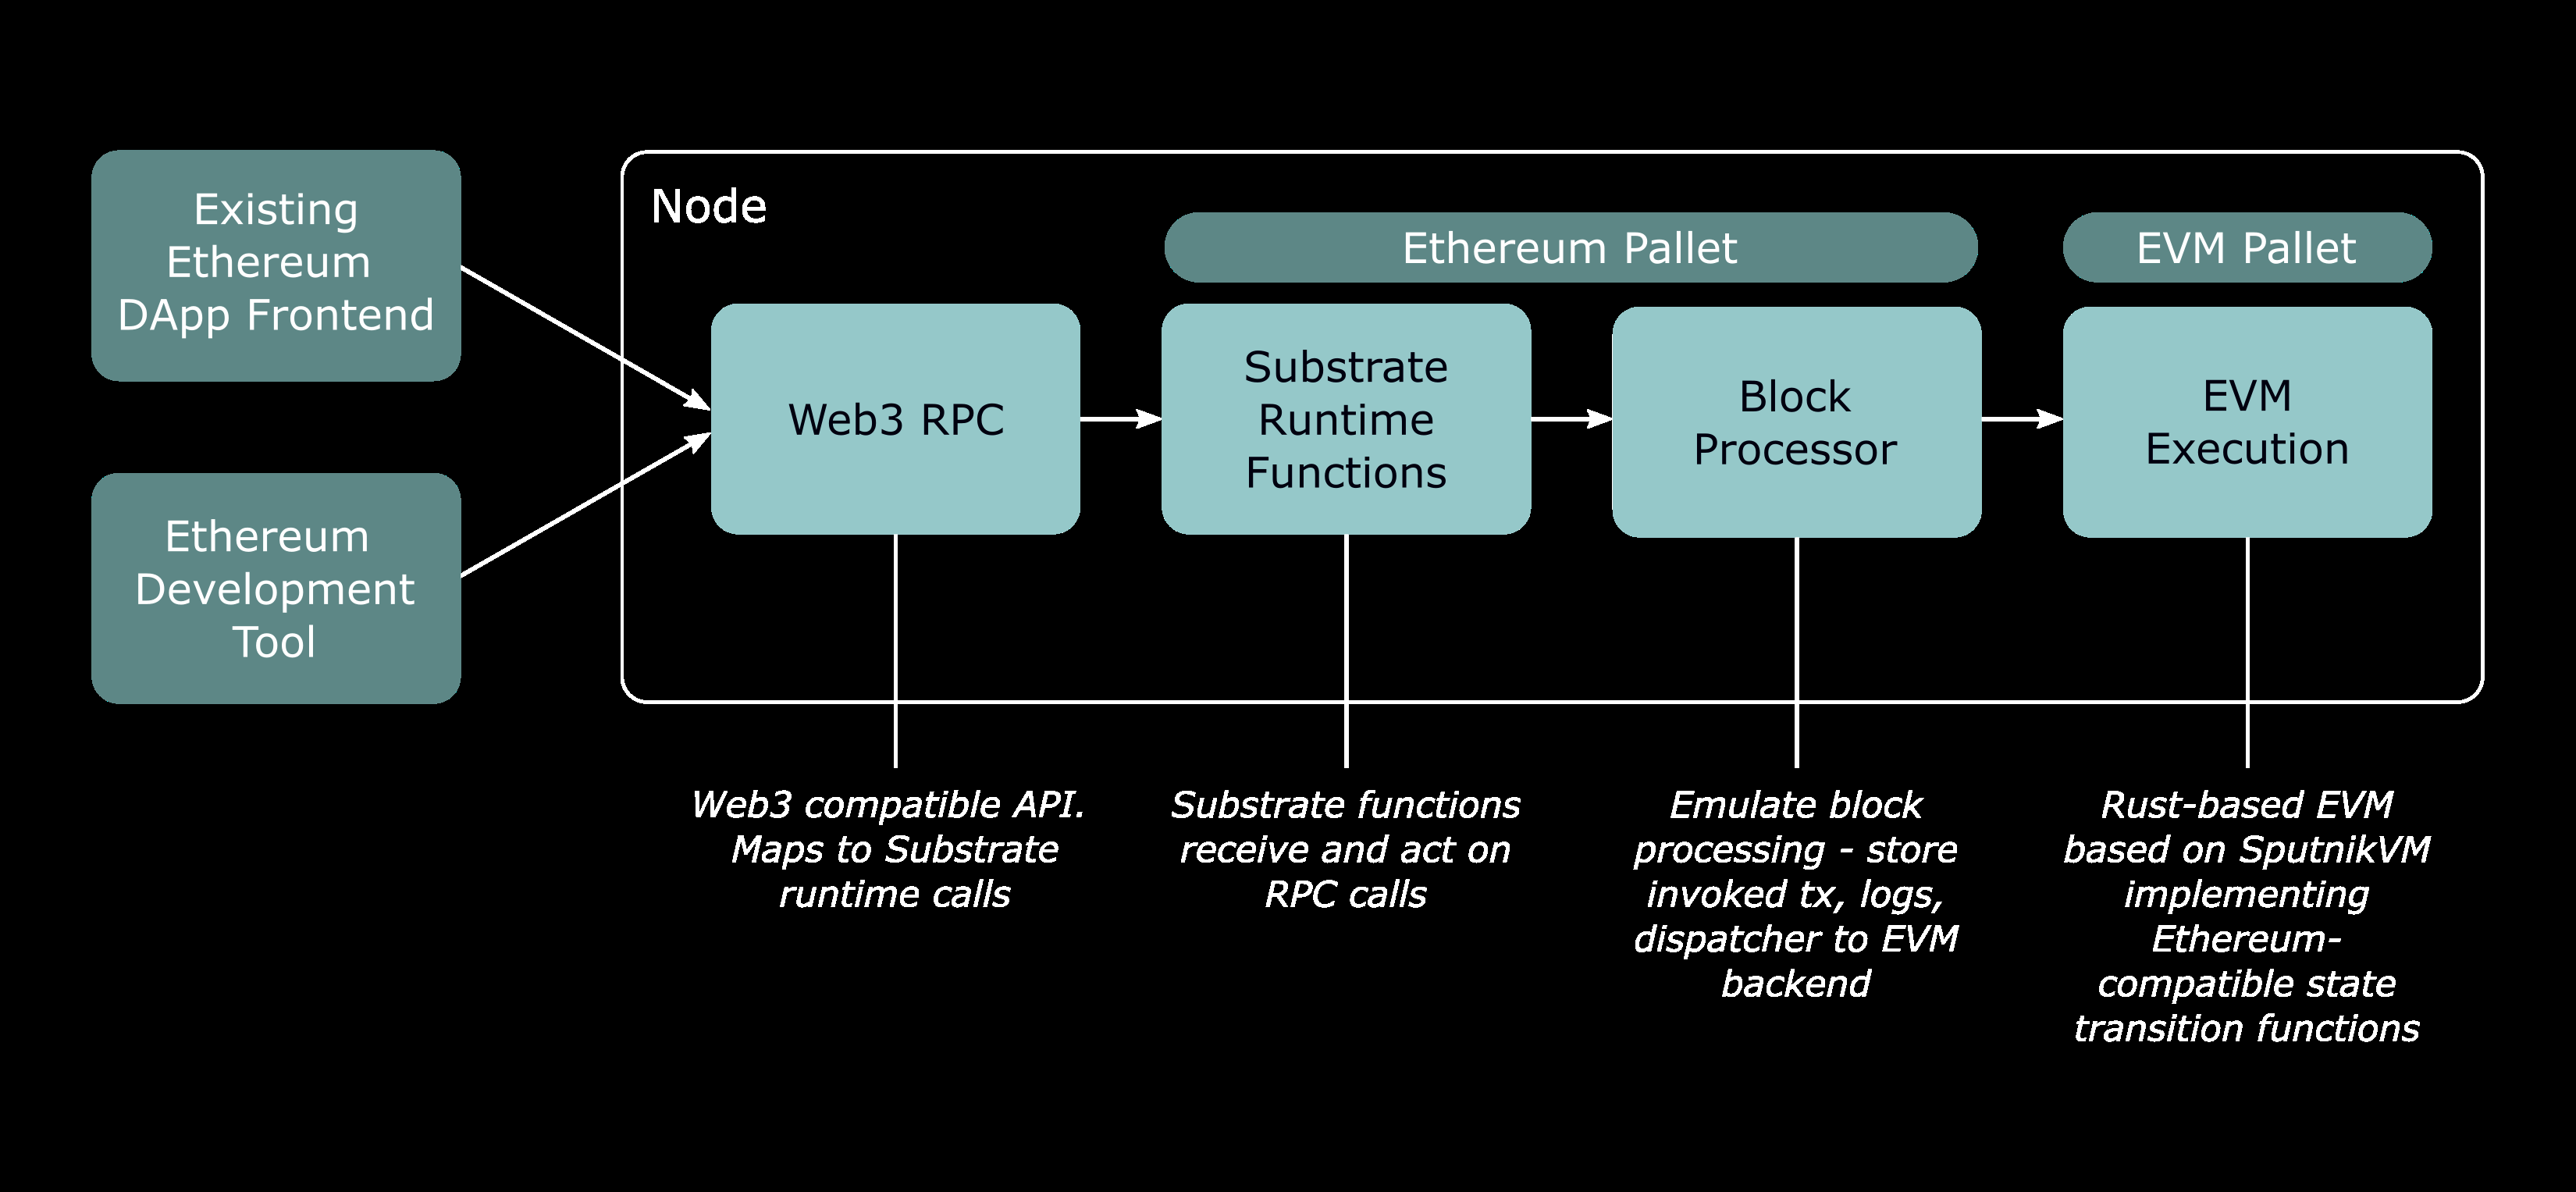 Existing
Ethereum
DApp Frontend
Ethereum
Development
Tool
Node
Ethereum Pallet
EVM Pallet
Web3 RPC
Substrate
Runtime
Functions
Block
Processor
EVM
Execution
Web3 compatible API.
Maps to Substrate
runtime calls
Substrate functions
receive and act on
RPC calls
Emulate block
processing - store
invoked tx, logs,
dispatcher to EVM
backend
Rust-based EVM
based on SputnikVM
implementing
Ethereum-
compatible state
transition functions